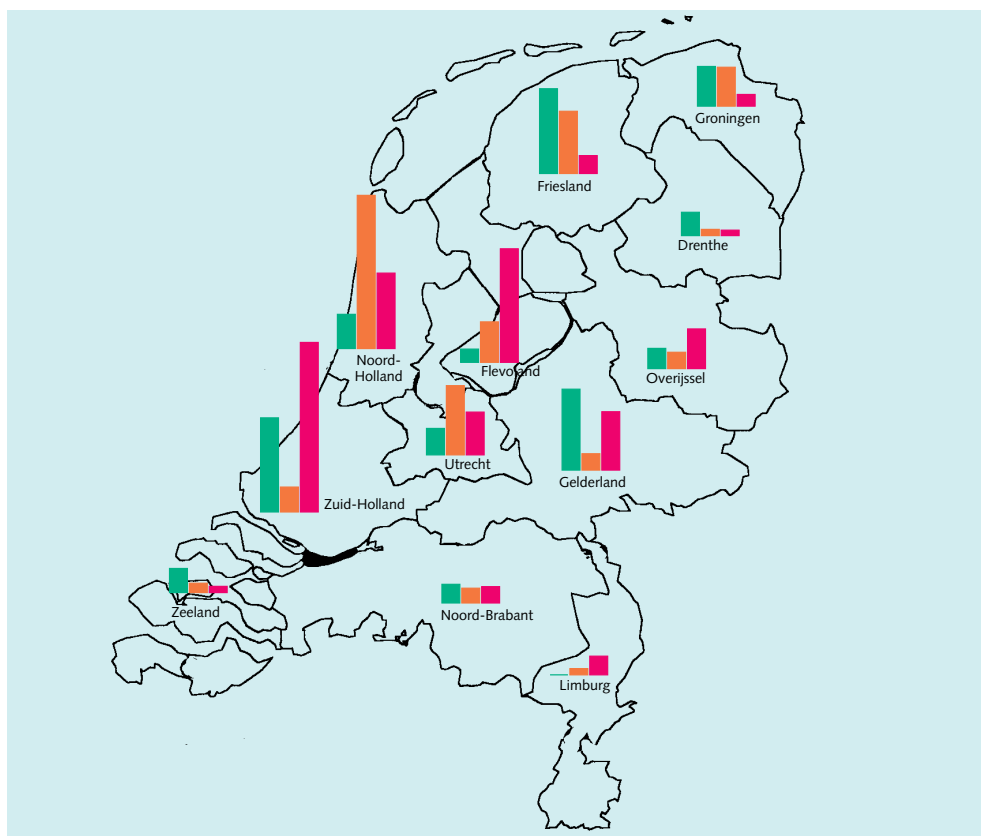 Groningen
Friesland
Drenthe
Noord-
Holland
Flevoland
Overijssel
Utrecht
Gelderland
Zuid-Holland
Zeeland
Noord-Brabant
Limburg